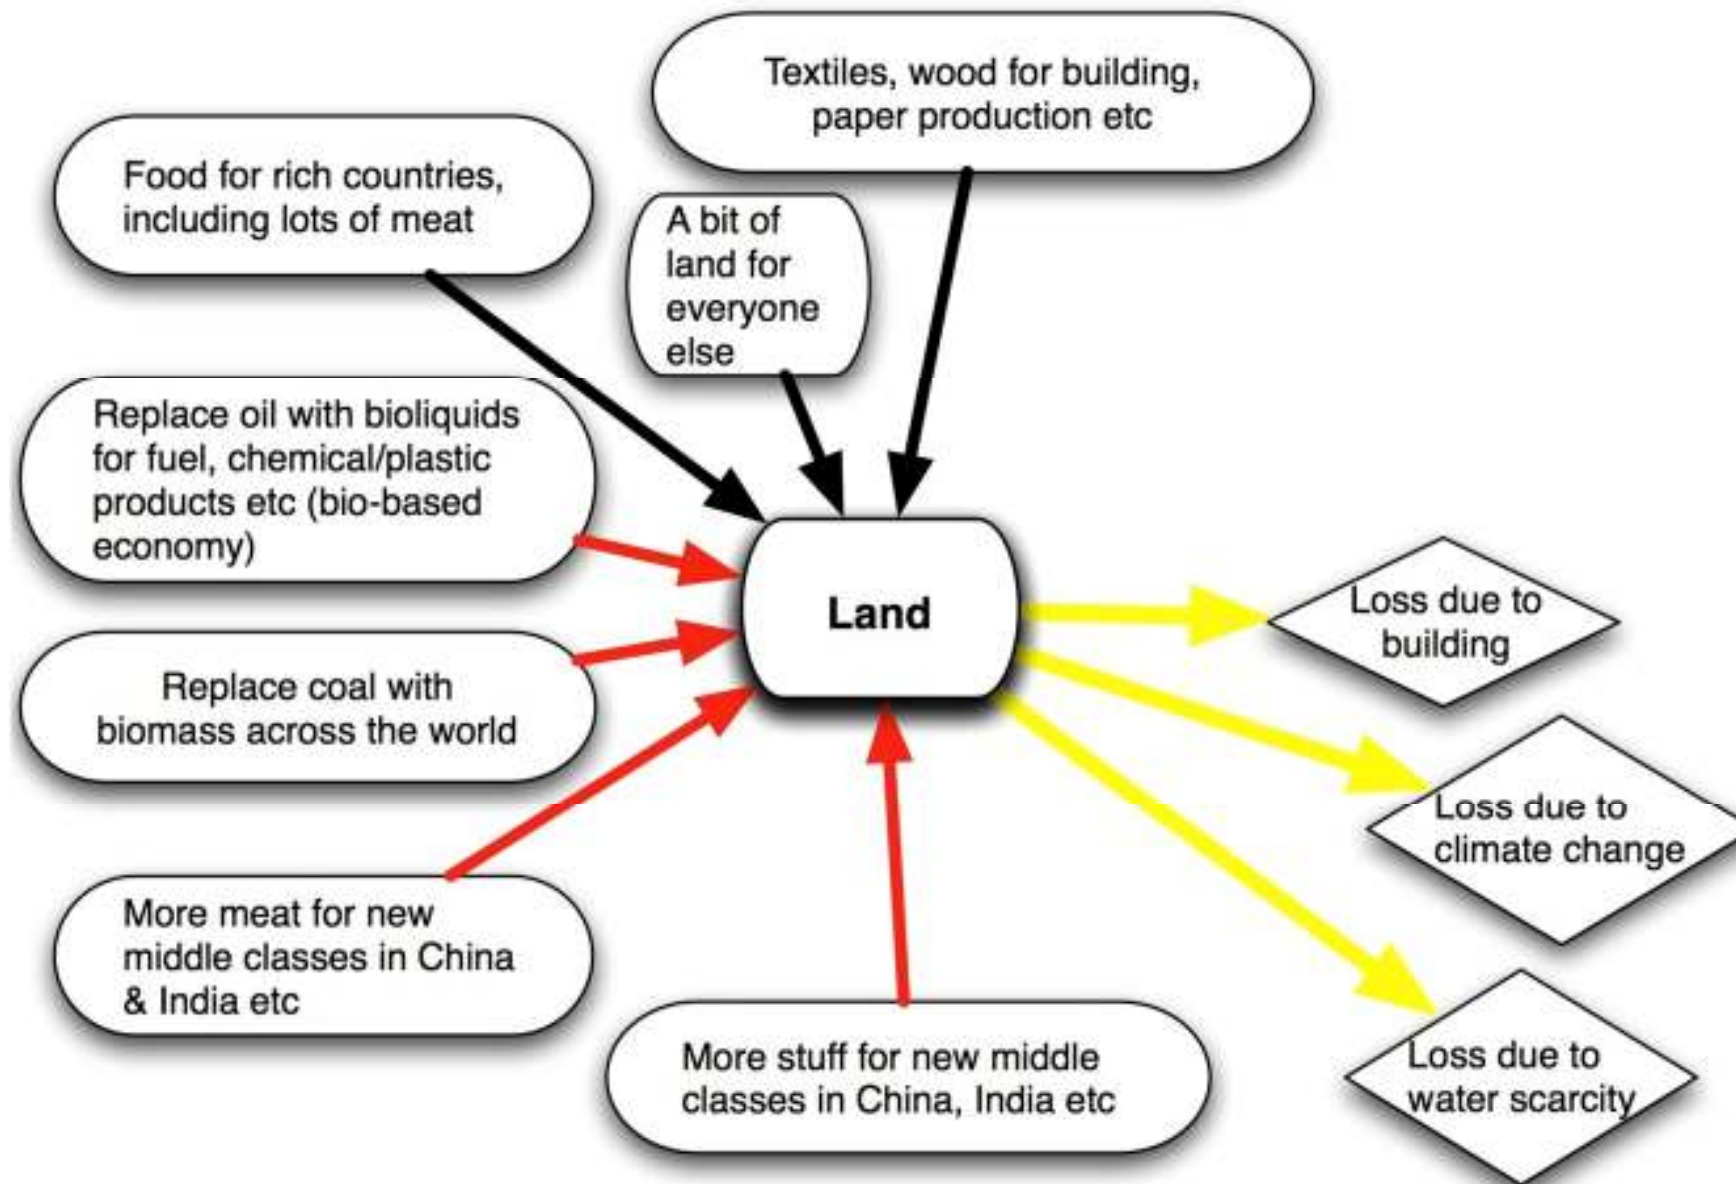 Textiles, wood for building,
paper production etc
Food for rich countries,
including lots of meat
A bit of
land for
everyone
else
Replace oil with bioliquids
for fuel, chemical/plastic
products etc (bio-based
economy)
Land
Loss due to
building
Replace coal with
biomass across the world
Loss due to
climate change
More meat for new
middle classes in China
& India etc
More stuff for new middle
classes in China, India etc
Loss due to
water scarcity